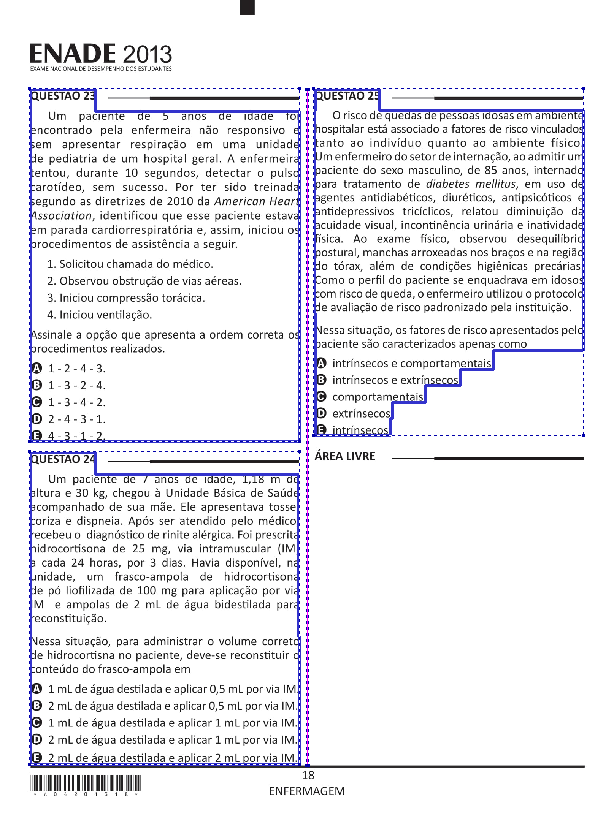 ENADE 2013
EXAME NACIONAL DE DESEMPENHO DOS ESTUDANTES
QUESTÃO 23
Um paciente de 5 anos de idade foi
encontrado pela enfermeira não responsivo e
sem apresentar respiração em uma unidade
de pediatria de um hospital geral. A enfermeira
tentou, durante 10 segundos, detectar o pulso
carotídeo, sem sucesso. Por ter sido treinada
segundo as diretrizes de 2010 da American Heart
Association, identificou que esse paciente estava
em parada cardiorrespiratória e, assim, iniciou os
procedimentos de assistência a seguir.
1. Solicitou chamada do médico.
2. Observou obstrução de vias aéreas.
3. Iniciou compressão torácica.
4. Iniciou ventilação.
Assinale a opção que apresenta a ordem correta os
procedimentos realizados.
A 1 - 2 - 4 - 3.
B 1 - 3 - 2 - 4.
C 1 - 3 - 4 - 2.
D 2 - 4 - 3 - 1.
E 4 - 3 - 1 - 2.
QUESTÃO 24
Um paciente de 7 anos de idade, 1,18 m de
altura e 30 kg, chegou à Unidade Básica de Saúde
acompanhado de sua mãe. Ele apresentava tosse,
coriza e dispneia. Após ser atendido pelo médico,
recebeu o diagnóstico de rinite alérgica. Foi prescrita
hidrocortisona de 25 mg, via intramuscular (IM)
a cada 24 horas, por 3 dias. Havia disponível, na
unidade, um frasco-ampola de hidrocortisona
de pó liofilizada de 100 mg para aplicação por via
IM e ampolas de 2 mL de água bidestilada para
reconstituição.
Nessa situação, para administrar o volume correto
de hidrocortisna no paciente, deve-se reconstituir o
conteúdo do frasco-ampola em
A 1 mL de água destilada e aplicar 0,5 mL por via IM.
B 2 mL de água destilada e aplicar 0,5 mL por via IM.
C 1 mL de água destilada e aplicar 1 mL por via IM.
D 2 mL de água destilada e aplicar 1 mL por via IM.
E 2 mL de água destilada e aplicar 2 mL por via IM.
QUESTÃO 25
O risco de quedas de pessoas idosas em ambiente
hospitalar está associado a fatores de risco vinculados
tanto ao indivíduo quanto ao ambiente físico.
Um enfermeiro do setor de internação, ao admitir um
paciente do sexo masculino, de 85 anos, internado
para tratamento de diabetes mellitus, em uso de
agentes antidiabéticos, diuréticos, antipsicóticos e
antidepressivos tricíclicos, relatou diminuição da
acuidade visual, incontinência urinária e inatividade
física. Ao exame físico, observou desequilíbrio
postural, manchas arroxeadas nos braços e na região
do tórax, além de condições higiênicas precárias.
Como o perfil do paciente se enquadrava em idosos
com risco de queda, o enfermeiro utilizou o protocolo
de avaliação de risco padronizado pela instituição.
Nessa situação, os fatores de risco apresentados pelo
paciente são caracterizados apenas como
A intrínsecos e comportamentais.
B intrínsecos e extrínsecos.
C comportamentais.
D extrínsecos.
E intrínsecos.
ÁREA LIVRE
18
ENFERMAGEM